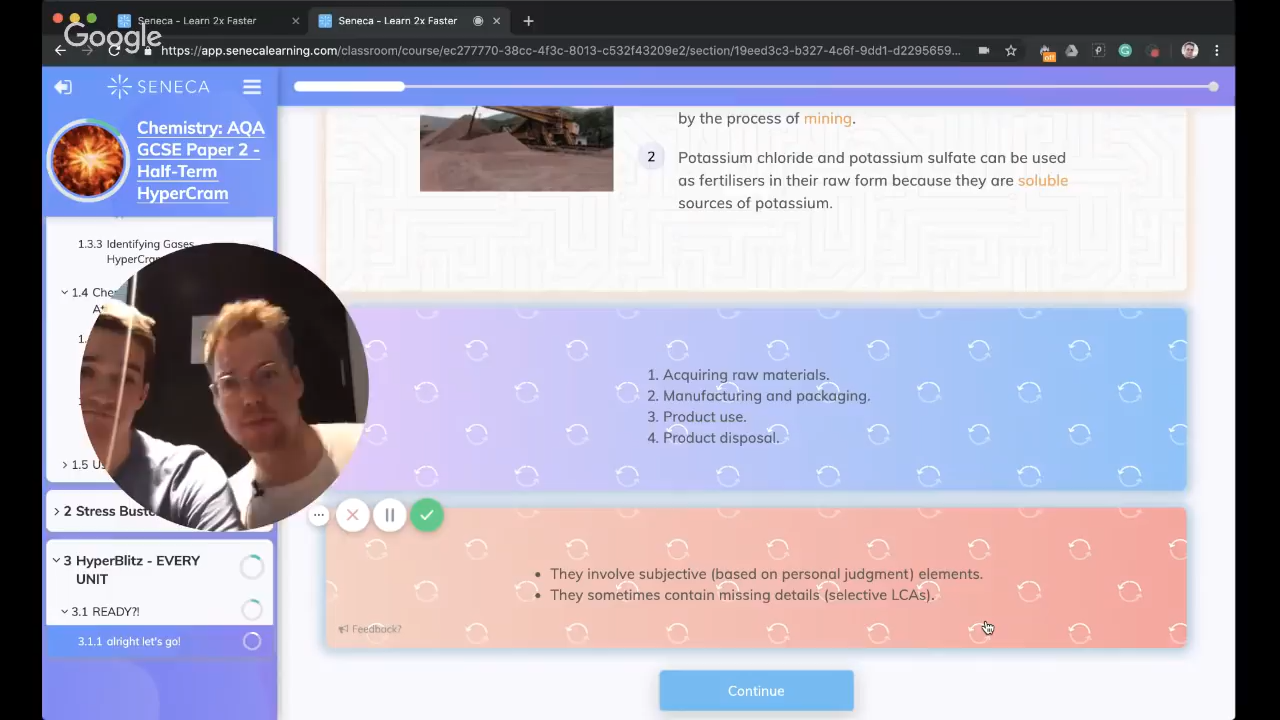 Seneca - Learn 2x Faster
Seneca - Learn 2x Faster
Google
https://app.senecalearning.com/classroom/course/ec277770-38cc-4f3c-8013-c532f43209e2/section/19eed3c3-b327-4c6f-9dd1-d2295659...
off
SENECA
Chemistry: AQA
GCSE Paper 2 -
Half-Term
HyperCram
1.3.3 Identifying Gases
HyperCram
1.4 Che
1.5 Us
2 Stress Buste
3 HyperBlitz - EVERY
UNIT
3.1 READY?!
3.1.1 alright let's go!
by the process of mining.
2 Potassium chloride and potassium sulfate can be used
as fertilisers in their raw form because they are soluble
sources of potassium.
1. Acquiring raw materials.
2. Manufacturing and packaging.
3. Product use.
4. Product disposal.
• They involve subjective (based on personal judgment) elements.
• They sometimes contain missing details (selective LCAs).
Feedback?
Continue